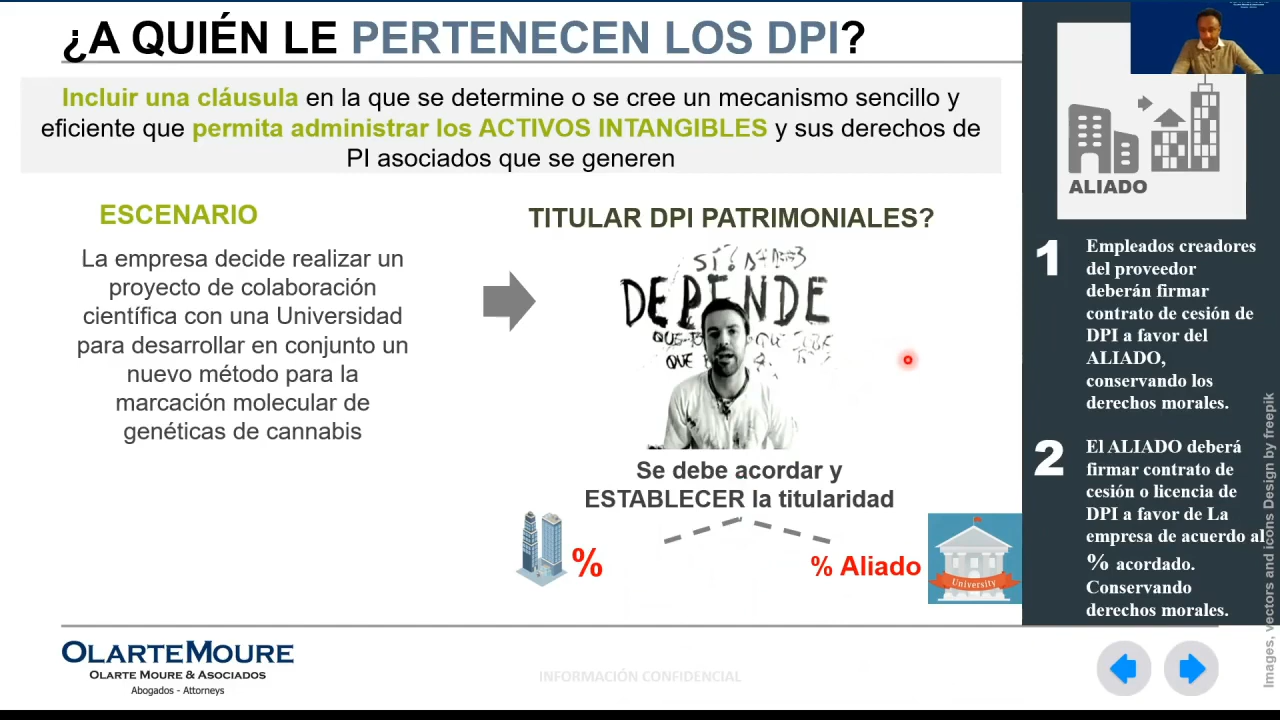 ¿A QUIÉN LE PERTENECEN LOS DPI?
Incluir una cláusula en la que se determine o se cree un mecanismo sencillo y
eficiente que permita administrar los ACTIVOS INTANGIBLES y sus derechos de
PI asociados que se generen
ESCENARIO
La empresa decide realizar un
proyecto de colaboración
científica con una Universidad
para desarrollar en conjunto un
nuevo método para la
marcación molecular de
genéticas de cannabis
TITULAR DPI PATRIMONIALES?
DEPENDE
Se debe acordar y
ESTABLECER la titularidad
%
% Aliado
University
ALIADO
1
Empleados creadores
del proveedor
deberán firmar
contrato de cesión de
DPI a favor del
ALIADO,
conservando los
derechos morales.
2
El ALIADO deberá
firmar contrato de
cesión o licencia de
DPI a favor de La
empresa de acuerdo al
% acordado.
Conservando
derechos morales.
Images, vectors and icons Design by freepik
OLARTEMOURE
OLARTE MOURE & ASOCIADOS
Abogados - Attorneys
INFORMACIÓN CONFIDENCIAL